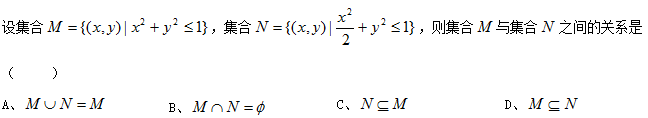 设集合 M = {(x, y) | x² + y² ≤ 1}，集合 N = {(x, y) | x²/2 + y² ≤ 1}，则集合 M 与集合 N 之间的关系是
（　　）
A、M ∪ N = M　　B、M ∩ N = ϕ　　C、N ⊆ M　　D、M ⊆ N